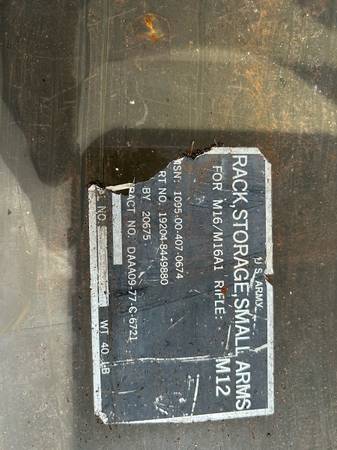 U.S. ARMY
RACK, STORAGE, SMALL ARMS
FOR M16/M16A1 RIFLE: M12
NSN: 1095-00-407-0674
RT NO. 19204-8449880
BY 20675
RACT NO. DAAA09-77-C-6721
L NO. WT 40 LB